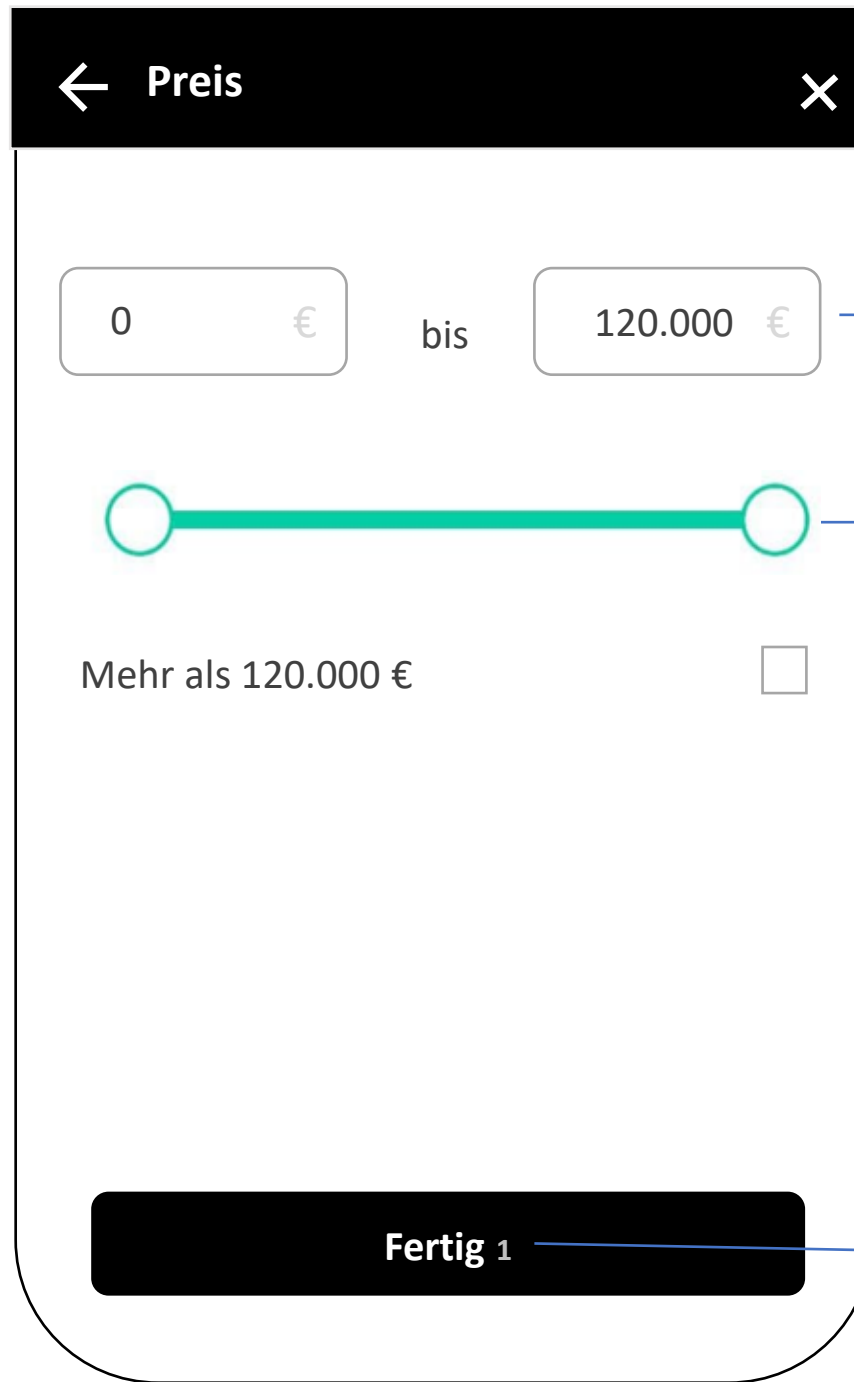 Preis
0 € bis 120.000 €
Mehr als 120.000 €
Fertig 1